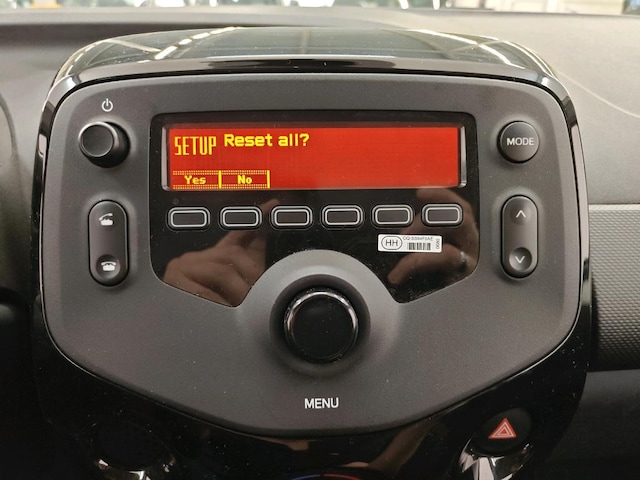 SETUP Reset all?
Yes No
MODE
HH
MENU